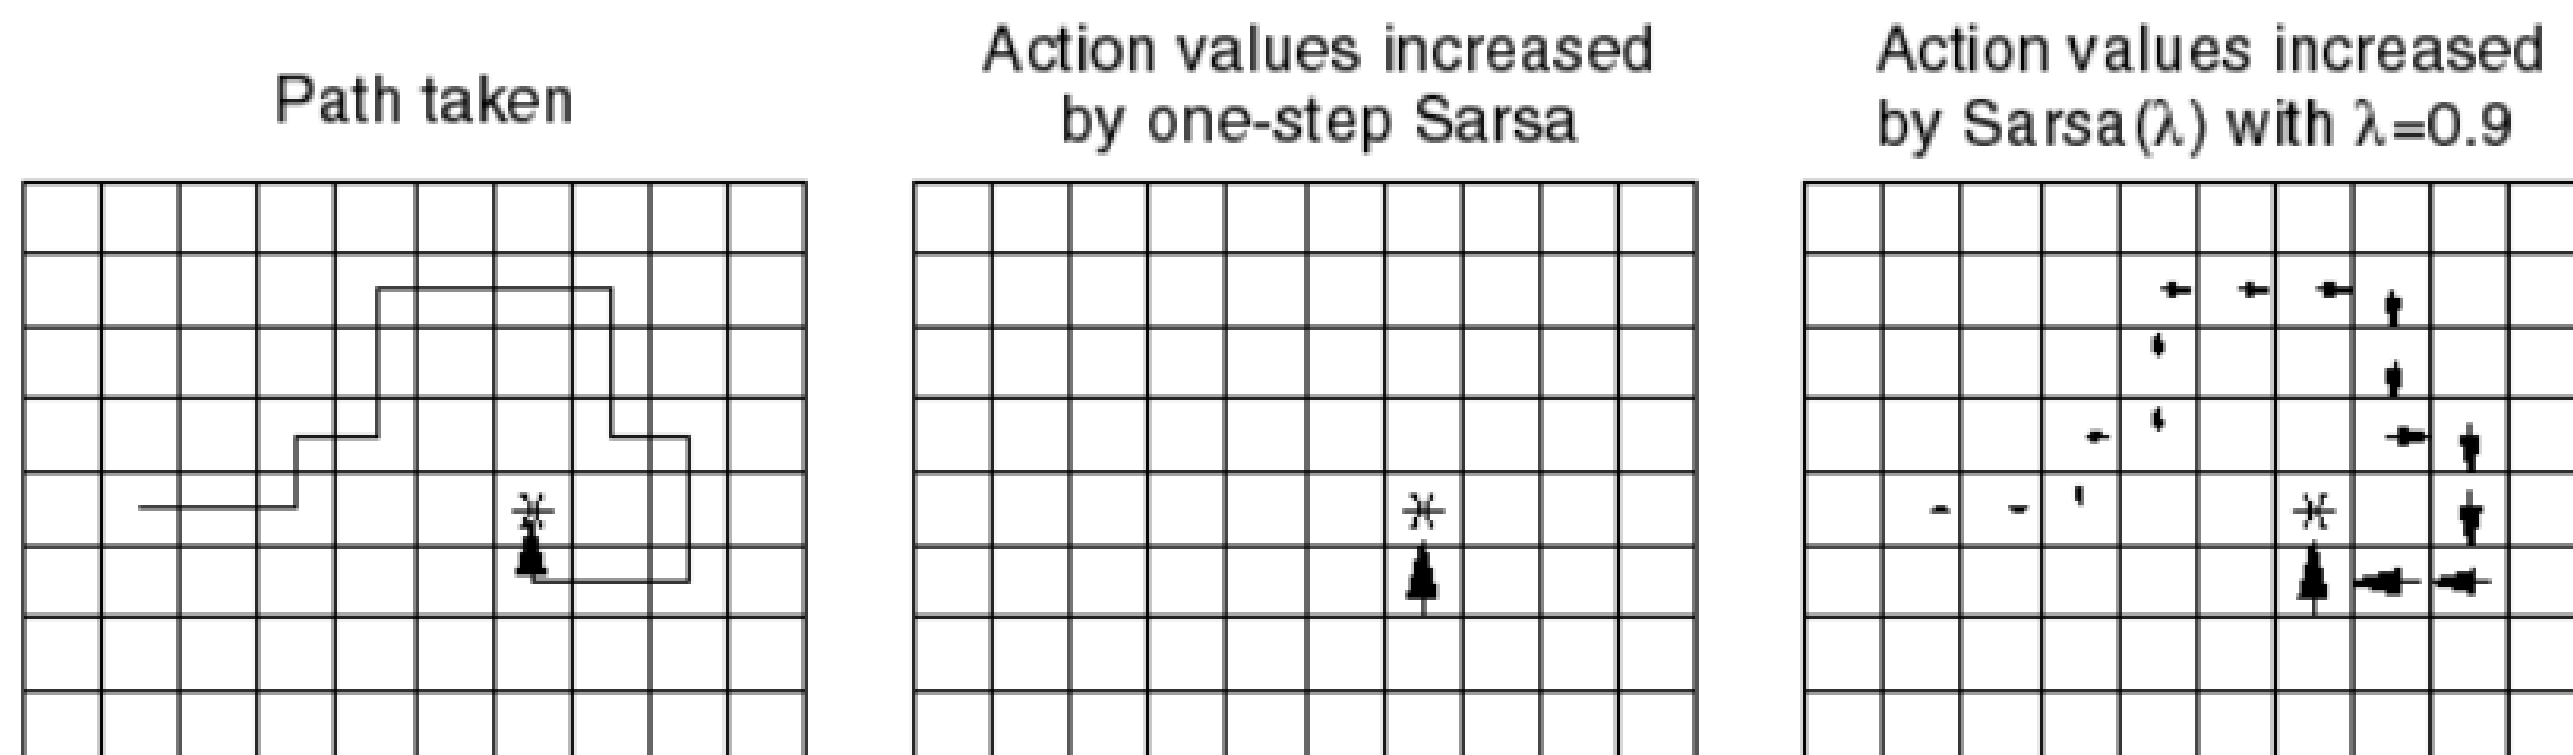 Path taken
Action values increased
by one-step Sarsa
Action values increased
by Sarsa(λ) with λ=0.9